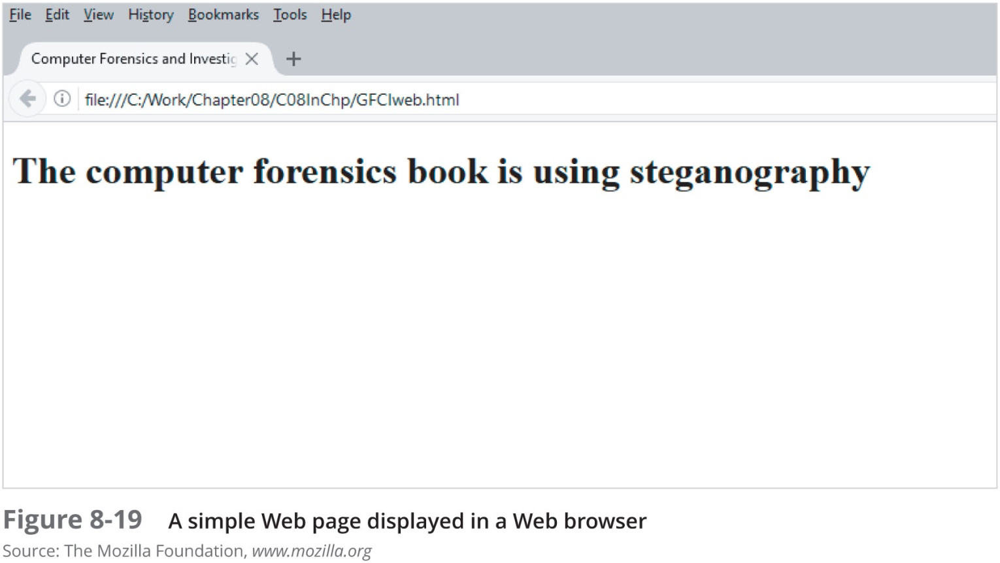 File Edit View History Bookmarks Tools Help
Computer Forensics and Investig
file:///C:/Work/Chapter08/C08InChp/GFCIweb.html
The computer forensics book is using steganography
Figure 8-19 A simple Web page displayed in a Web browser
Source: The Mozilla Foundation, www.mozilla.org